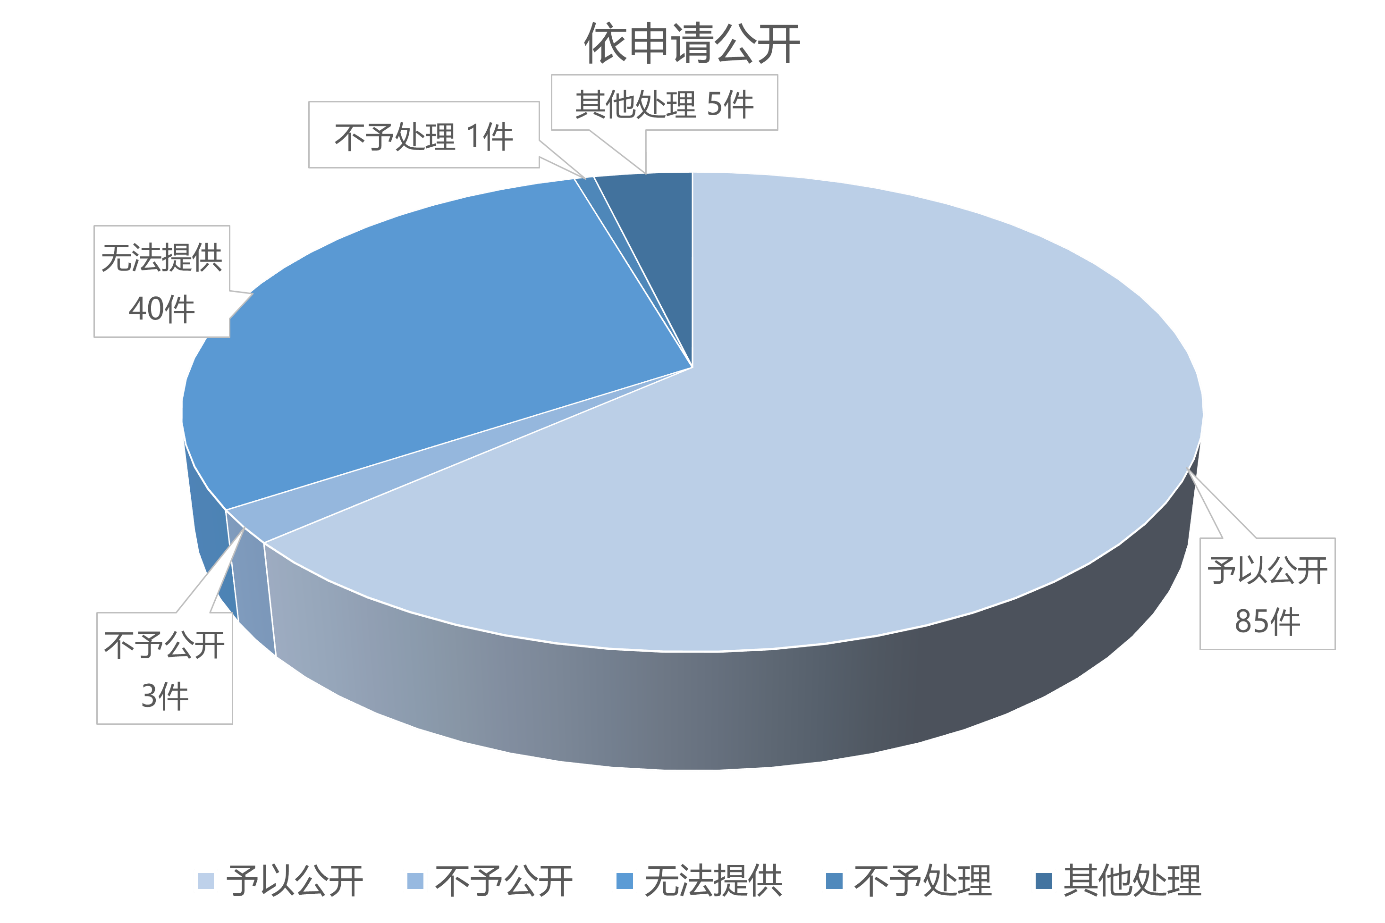 依申请公开
其他处理 5件
不予处理 1件
无法提供
40件
予以公开
85件
不予公开
3件
予以公开
不予公开
无法提供
不予处理
其他处理